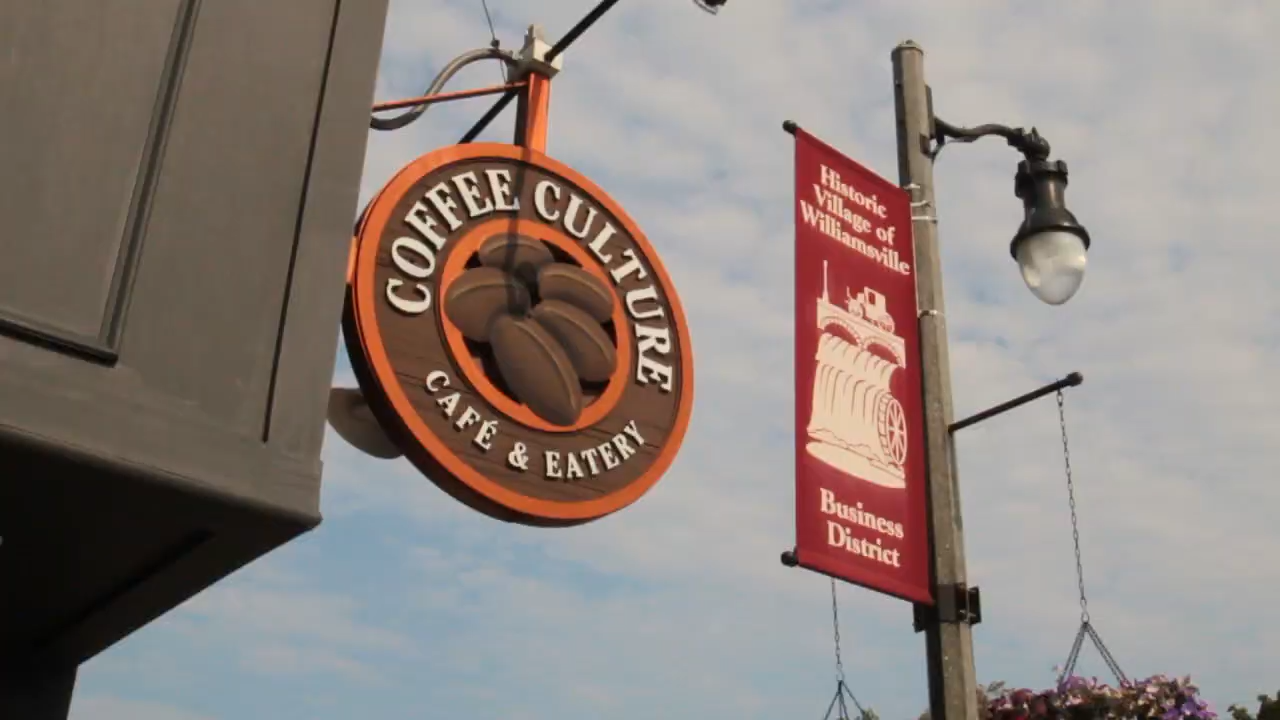 COFFEE CULTURE
CAFÉ & EATERY
Historic
Village of
Williamsville
Business
District